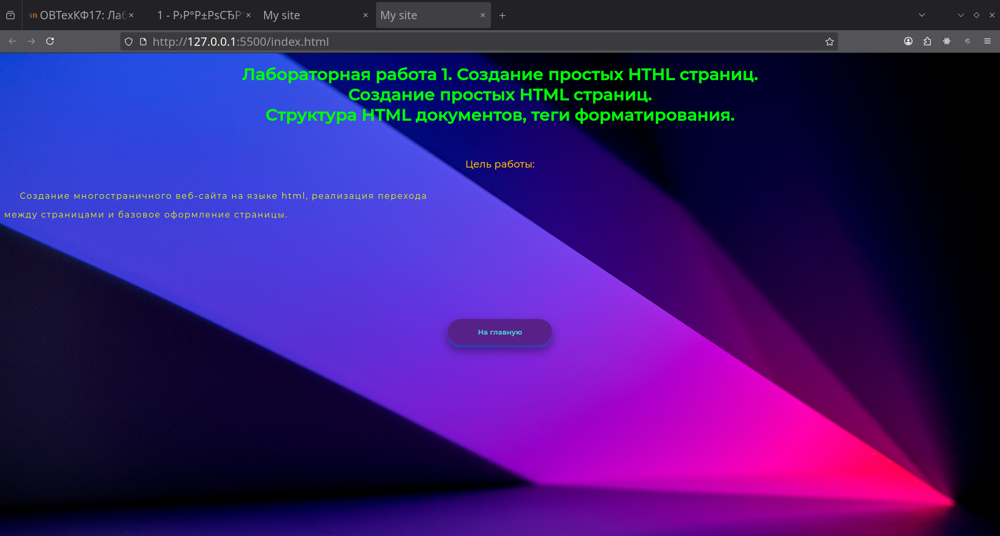 ОВТехКФ17: Лаб
1 - Р›Р°Р±РѕСЂР°
My site
My site
http://127.0.0.1:5500/index.html
Лабораторная работа 1. Создание простых HTHL страниц.
Создание простых HTML страниц.
Структура HTML документов, теги форматирования.
Цель работы:
Создание многостраничного веб-сайта на языке html, реализация перехода
между страницами и базовое оформление страницы.
На главную